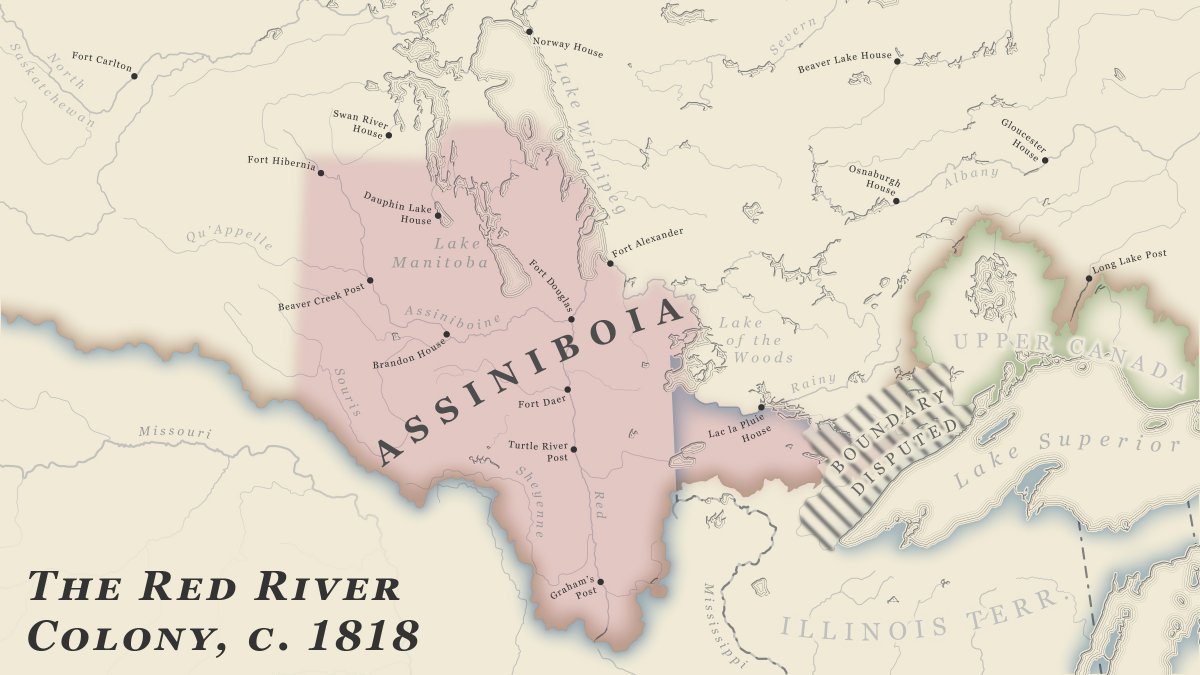 Fort Carlton
North
Saskatchewan
Norway House
Severn
Beaver Lake House
Lake Winnipeg
Swan River
House
Fort Hibernia
Gloucester
House
Osnaburgh
House
Albany
Dauphin Lake
House
Qu'Appelle
Lake
Manitoba
Fort Alexander
Fort Douglas
Long Lake Post
Beaver Creek Post
Assiniboine
Brandon House
ASSINIBOIA
Lake
of the
Woods
UPPER CANADA
Souris
Fort Daer
Rainy
Lac la Pluie
House
BOUNDARY
DISPUTED
Missouri
Turtle River
Post
Lake Superior
Sheyenne
Red
Graham's
Post
Mississippi
ILLINOIS TERR.
THE RED RIVER
COLONY, C. 1818